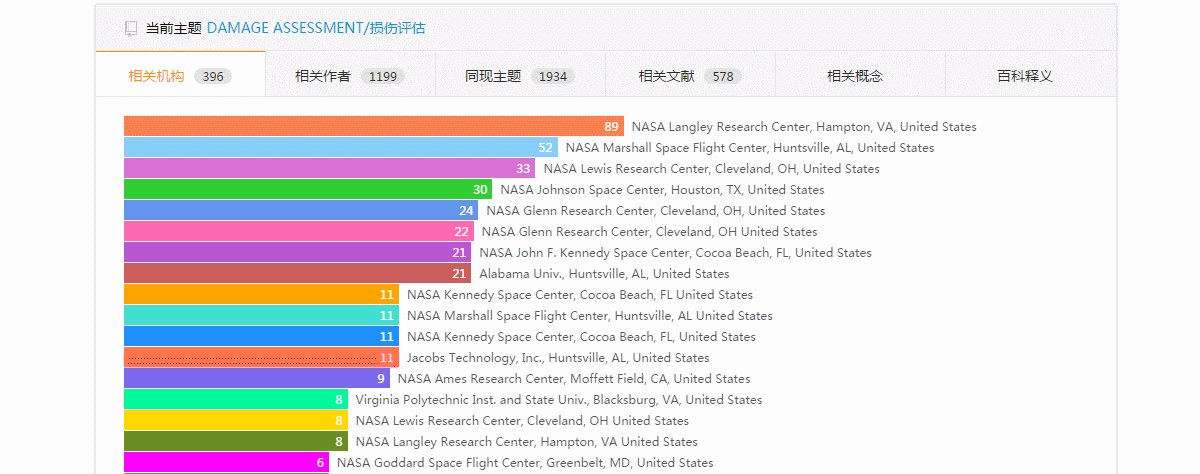 当前主题 DAMAGE ASSESSMENT/损伤评估
相关机构 396 相关作者 1199 同现主题 1934 相关文献 578 相关概念 百科释义
89 NASA Langley Research Center, Hampton, VA, United States
52 NASA Marshall Space Flight Center, Huntsville, AL, United States
33 NASA Lewis Research Center, Cleveland, OH, United States
30 NASA Johnson Space Center, Houston, TX, United States
24 NASA Glenn Research Center, Cleveland, OH, United States
22 NASA Glenn Research Center, Cleveland, OH United States
21 NASA John F. Kennedy Space Center, Cocoa Beach, FL, United States
21 Alabama Univ., Huntsville, AL, United States
11 NASA Kennedy Space Center, Cocoa Beach, FL United States
11 NASA Marshall Space Flight Center, Huntsville, AL United States
11 NASA Kennedy Space Center, Cocoa Beach, FL, United States
11 Jacobs Technology, Inc., Huntsville, AL, United States
9 NASA Ames Research Center, Moffett Field, CA, United States
8 Virginia Polytechnic Inst. and State Univ., Blacksburg, VA, United States
8 NASA Lewis Research Center, Cleveland, OH United States
8 NASA Langley Research Center, Hampton, VA United States
6 NASA Goddard Space Flight Center, Greenbelt, MD, United States